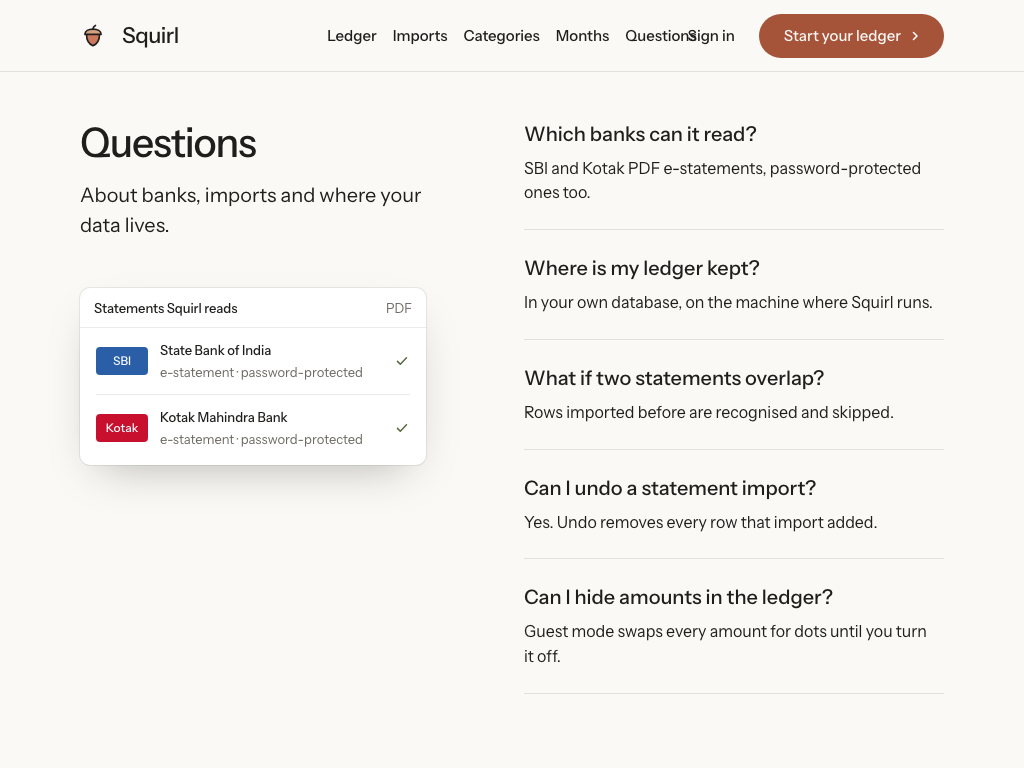 Squirl
Ledger Imports Categories Months Questions Sign in Start your ledger
Questions
About banks, imports and where your
data lives.
Statements Squirl reads PDF
SBI State Bank of India
e-statement · password-protected
Kotak Kotak Mahindra Bank
e-statement · password-protected
Which banks can it read?
SBI and Kotak PDF e-statements, password-protected
ones too.
Where is my ledger kept?
In your own database, on the machine where Squirl runs.
What if two statements overlap?
Rows imported before are recognised and skipped.
Can I undo a statement import?
Yes. Undo removes every row that import added.
Can I hide amounts in the ledger?
Guest mode swaps every amount for dots until you turn
it off.